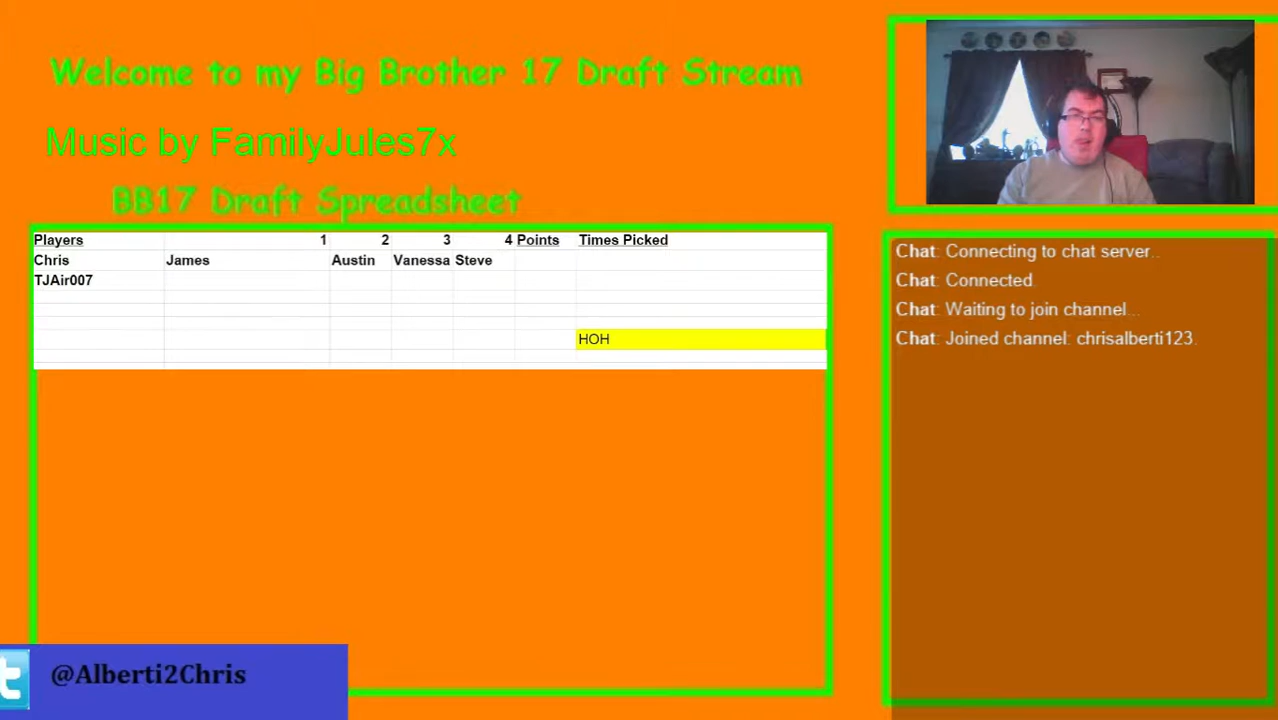 Welcome to my Big Brother 17 Draft Stream
Music by FamilyJules7x
BB17 Draft Spreadsheet
Players 1 2 3 4 Points Times Picked
Chris James Austin Vanessa Steve
TJAir007
HOH
Chat: Connecting to chat server..
Chat: Connected.
Chat: Waiting to join channel...
Chat: Joined channel: chrisalberti123.
@Alberti2Chris